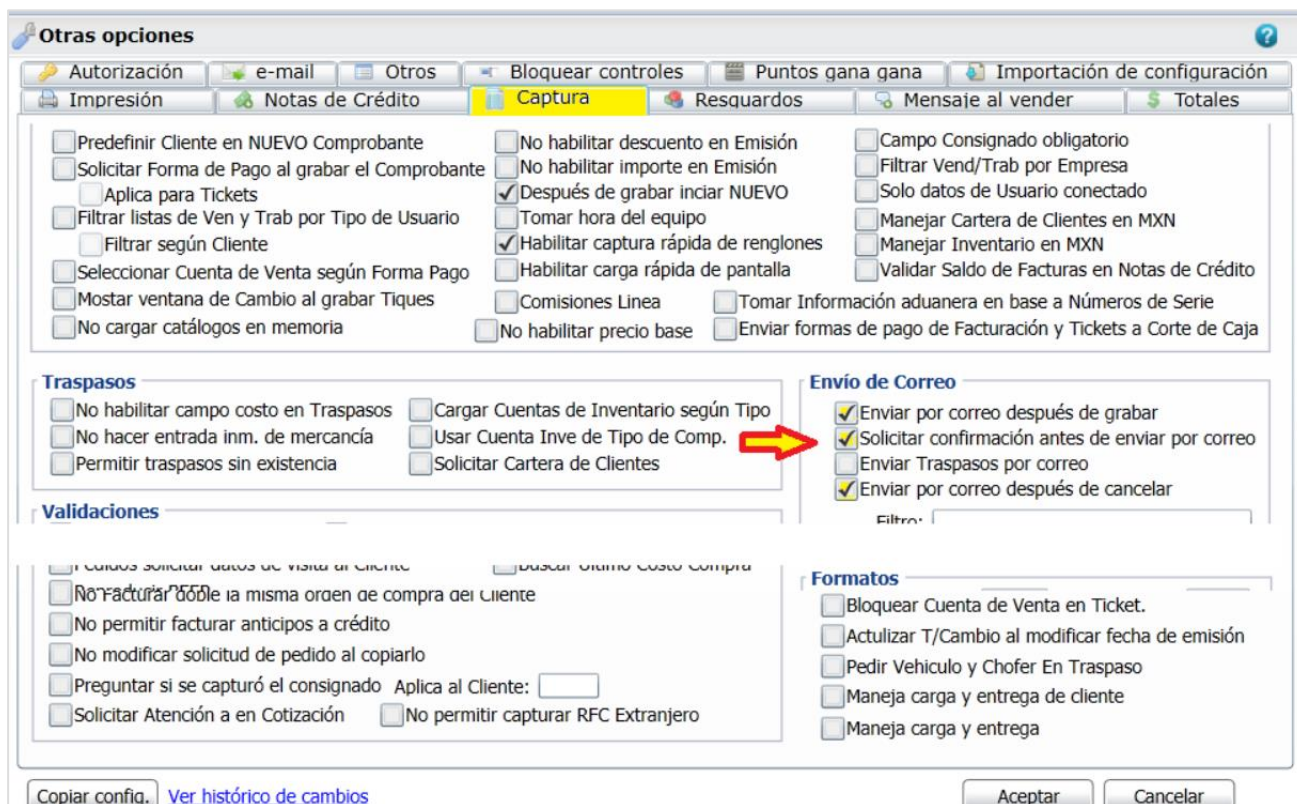 Otras opciones
Autorización e-mail Otros Bloquear controles Puntos gana gana Importación de configuración
Impresión Notas de Crédito Captura Resguardos Mensaje al vender Totales
Predefinir Cliente en NUEVO Comprobante
Solicitar Forma de Pago al grabar el Comprobante
Aplica para Tickets
Filtrar listas de Ven y Trab por Tipo de Usuario
Filtrar según Cliente
Seleccionar Cuenta de Venta según Forma Pago
Mostar ventana de Cambio al grabar Tiques
No cargar catálogos en memoria
No habilitar descuento en Emisión
No habilitar importe en Emisión
Después de grabar inciar NUEVO
Tomar hora del equipo
Habilitar captura rápida de renglones
Habilitar carga rápida de pantalla
Comisiones Linea
No habilitar precio base
Campo Consignado obligatorio
Filtrar Vend/Trab por Empresa
Solo datos de Usuario conectado
Manejar Cartera de Clientes en MXN
Manejar Inventario en MXN
Validar Saldo de Facturas en Notas de Crédito
Tomar Información aduanera en base a Números de Serie
Enviar formas de pago de Facturación y Tickets a Corte de Caja
Traspasos
No habilitar campo costo en Traspasos
No hacer entrada inm. de mercancía
Permitir traspasos sin existencia
Cargar Cuentas de Inventario según Tipo
Usar Cuenta Inve de Tipo de Comp.
Solicitar Cartera de Clientes
Envío de Correo
Enviar por correo después de grabar
Solicitar confirmación antes de enviar por correo
Enviar Traspasos por correo
Enviar por correo después de cancelar
Filtro:
Validaciones
Pedidos solicitar datos de visita al Cliente
Buscar Ultimo Costo Compra
No Facturar doble la misma orden de compra del Cliente
No permitir facturar anticipos a crédito
No modificar solicitud de pedido al copiarlo
Preguntar si se capturó el consignado Aplica al Cliente:
Solicitar Atención a en Cotización No permitir capturar RFC Extranjero
Formatos
Bloquear Cuenta de Venta en Ticket.
Actulizar T/Cambio al modificar fecha de emisión
Pedir Vehiculo y Chofer En Traspaso
Maneja carga y entrega de cliente
Maneja carga y entrega
Copiar config. Ver histórico de cambios Aceptar Cancelar